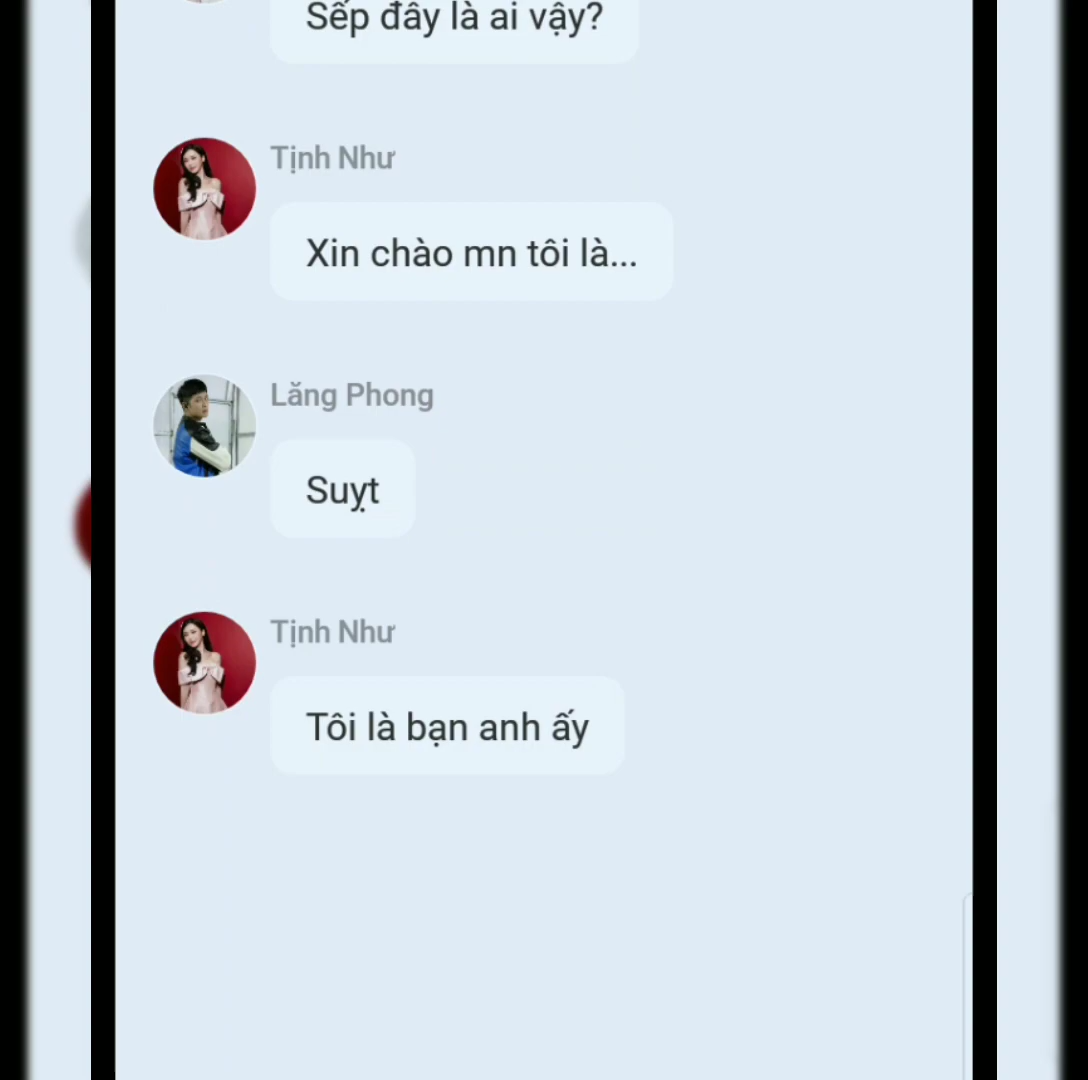 Sếp đây là ai vậy?
Tịnh Như
Xin chào mn tôi là...
Lăng Phong
Suỵt
Tịnh Như
Tôi là bạn anh ấy